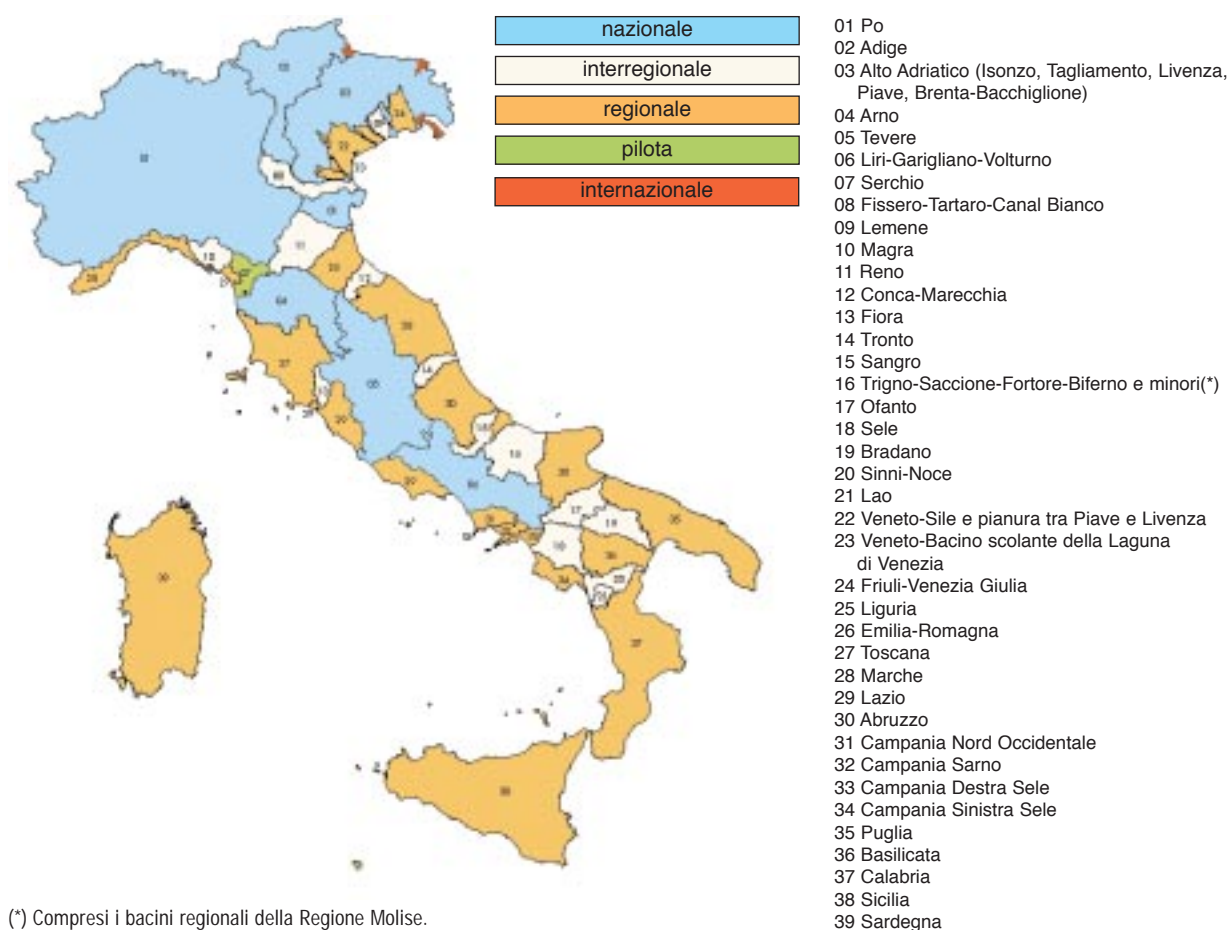 nazionale
interregionale
regionale
pilota
internazionale
01 Po
02 Adige
03 Alto Adriatico (Isonzo, Tagliamento, Livenza,
Piave, Brenta-Bacchiglione)
04 Arno
05 Tevere
06 Liri-Garigliano-Volturno
07 Serchio
08 Fissero-Tartaro-Canal Bianco
09 Lemene
10 Magra
11 Reno
12 Conca-Marecchia
13 Fiora
14 Tronto
15 Sangro
16 Trigno-Saccione-Fortore-Biferno e minori(*)
17 Ofanto
18 Sele
19 Bradano
20 Sinni-Noce
21 Lao
22 Veneto-Sile e pianura tra Piave e Livenza
23 Veneto-Bacino scolante della Laguna
di Venezia
24 Friuli-Venezia Giulia
25 Liguria
26 Emilia-Romagna
27 Toscana
28 Marche
29 Lazio
30 Abruzzo
31 Campania Nord Occidentale
32 Campania Sarno
33 Campania Destra Sele
34 Campania Sinistra Sele
35 Puglia
36 Basilicata
37 Calabria
38 Sicilia
39 Sardegna
(*) Compresi i bacini regionali della Regione Molise.